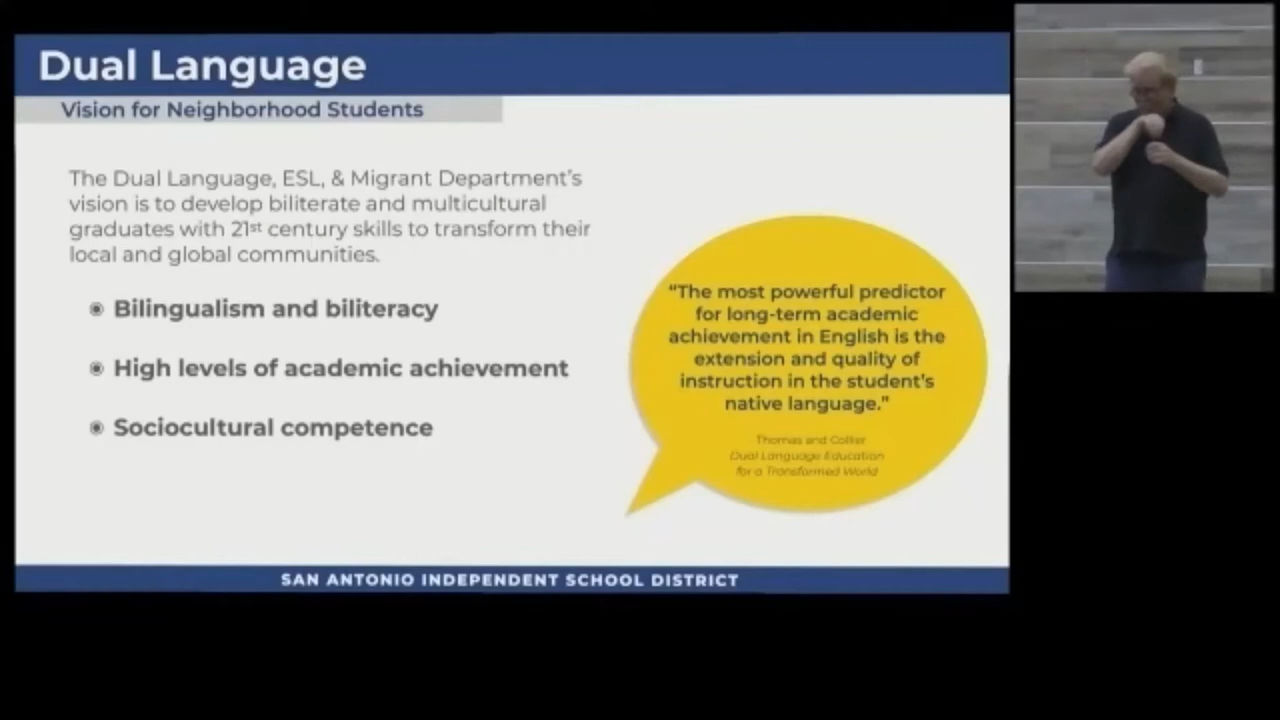 Dual Language
Vision for Neighborhood Students
The Dual Language, ESL, & Migrant Department's
vision is to develop biliterate and multicultural
graduates with 21st century skills to transform their
local and global communities.
Bilingualism and biliteracy
High levels of academic achievement
Sociocultural competence
"The most powerful predictor
for long-term academic
achievement in English is the
extension and quality of
instruction in the student's
native language."
- Thomas and Collier
Dual Language Education
for a Transformed World
SAN ANTONIO INDEPENDENT SCHOOL DISTRICT